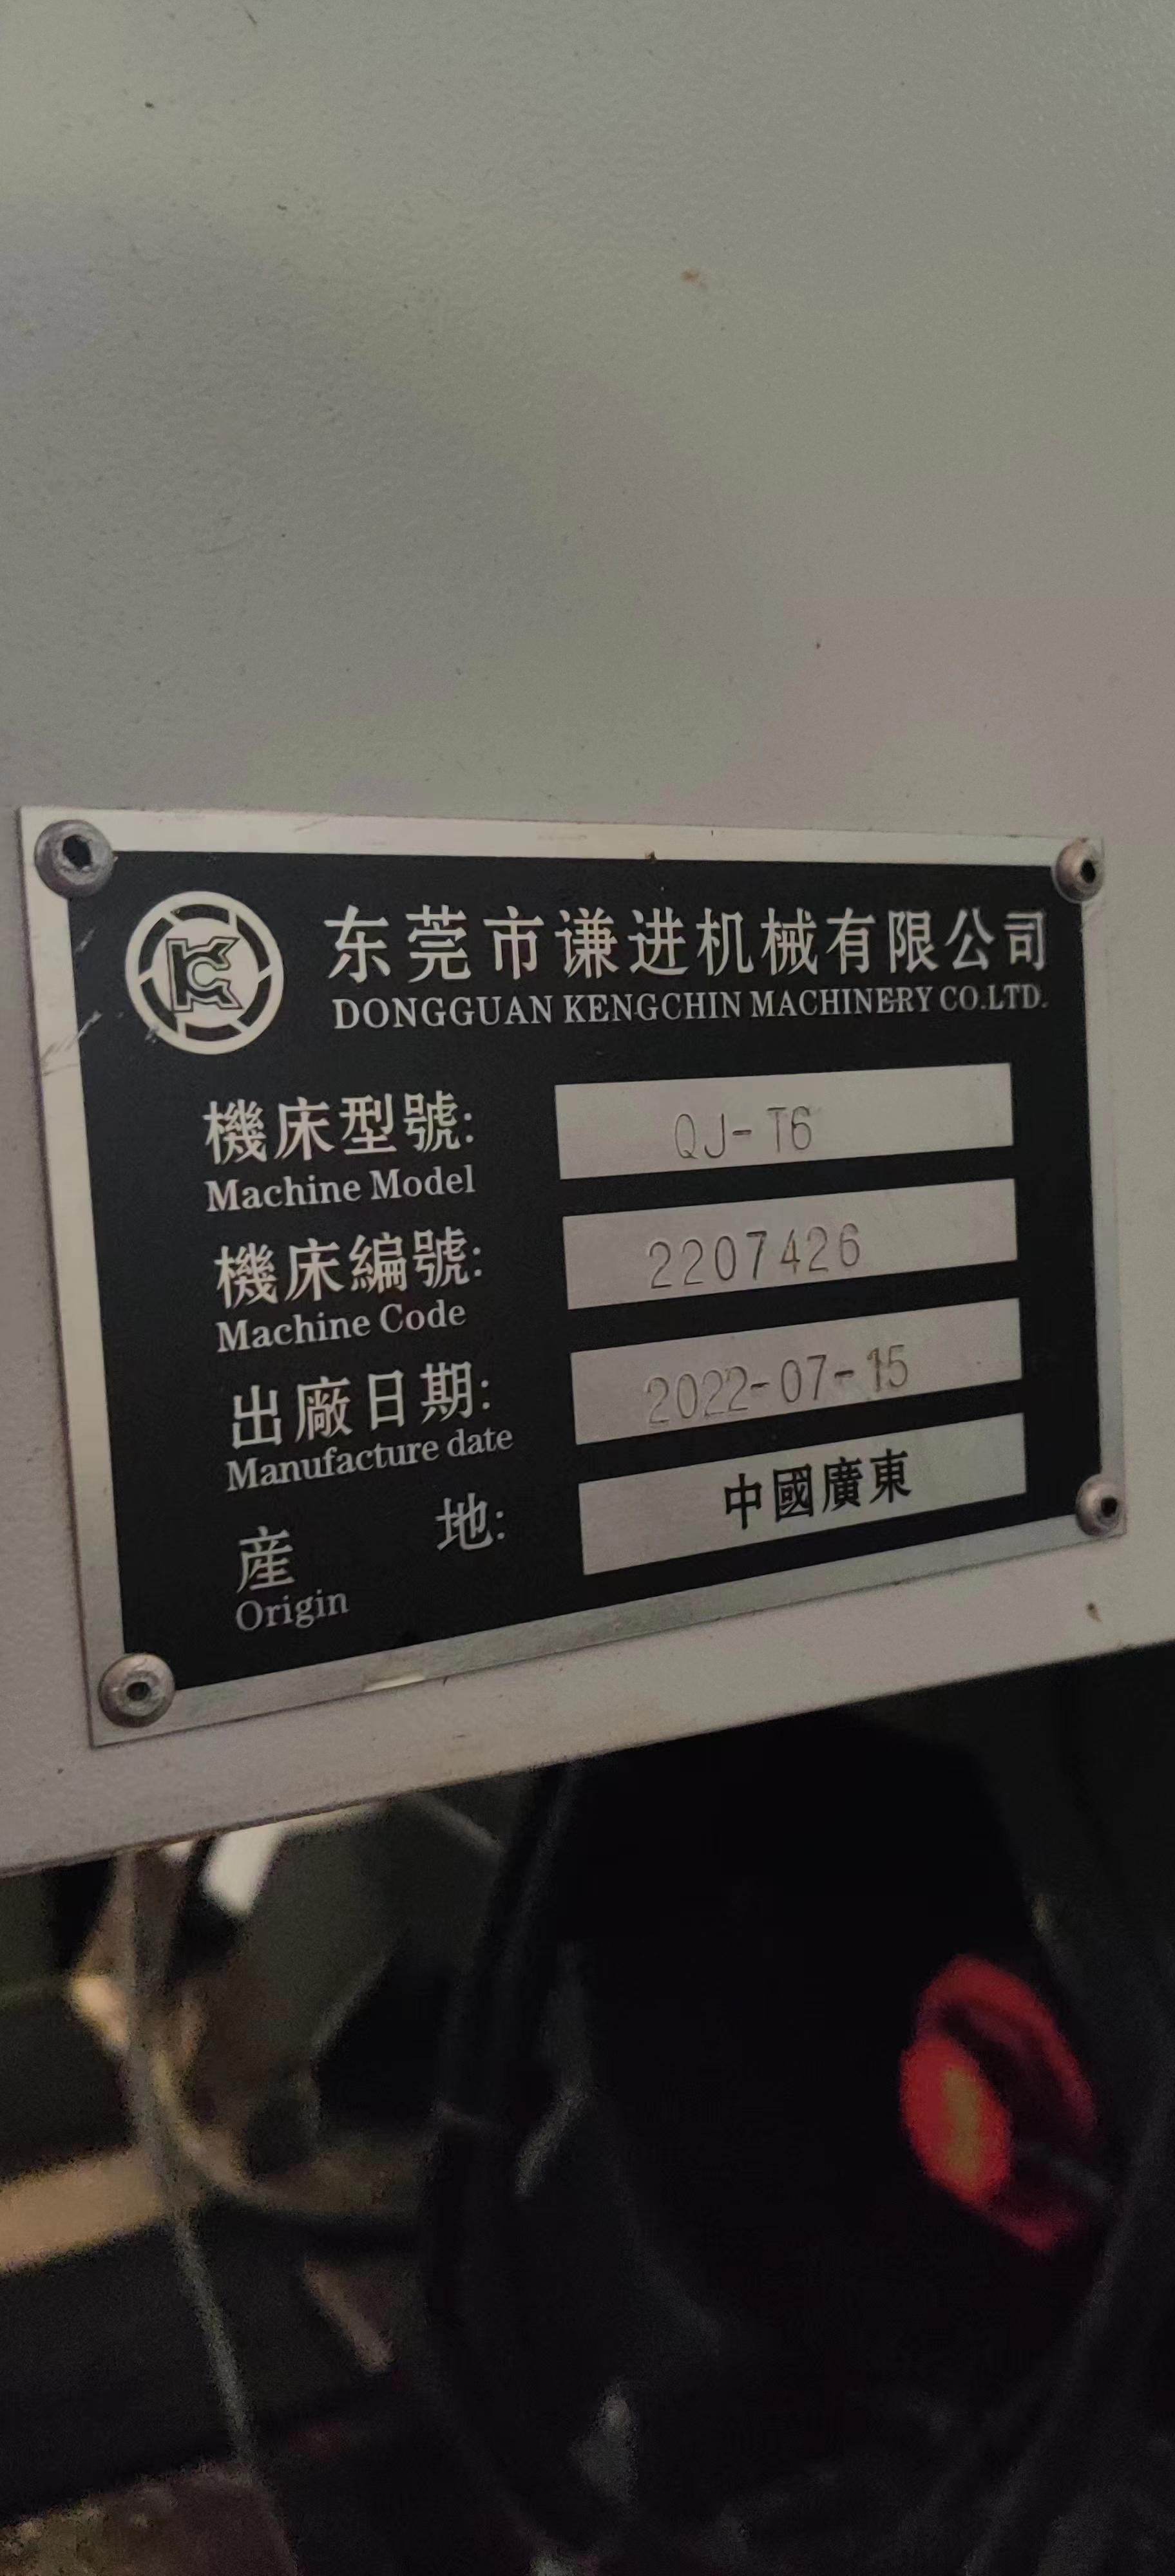 东莞市谦进机械有限公司
DONGGUAN KENGCHIN MACHINERY CO.LTD.
機床型號: QJ-T6
Machine Model
機床編號: 2207426
Machine Code
出廠日期: 2022-07-15
Manufacture date
産 地: 中國廣東
Origin